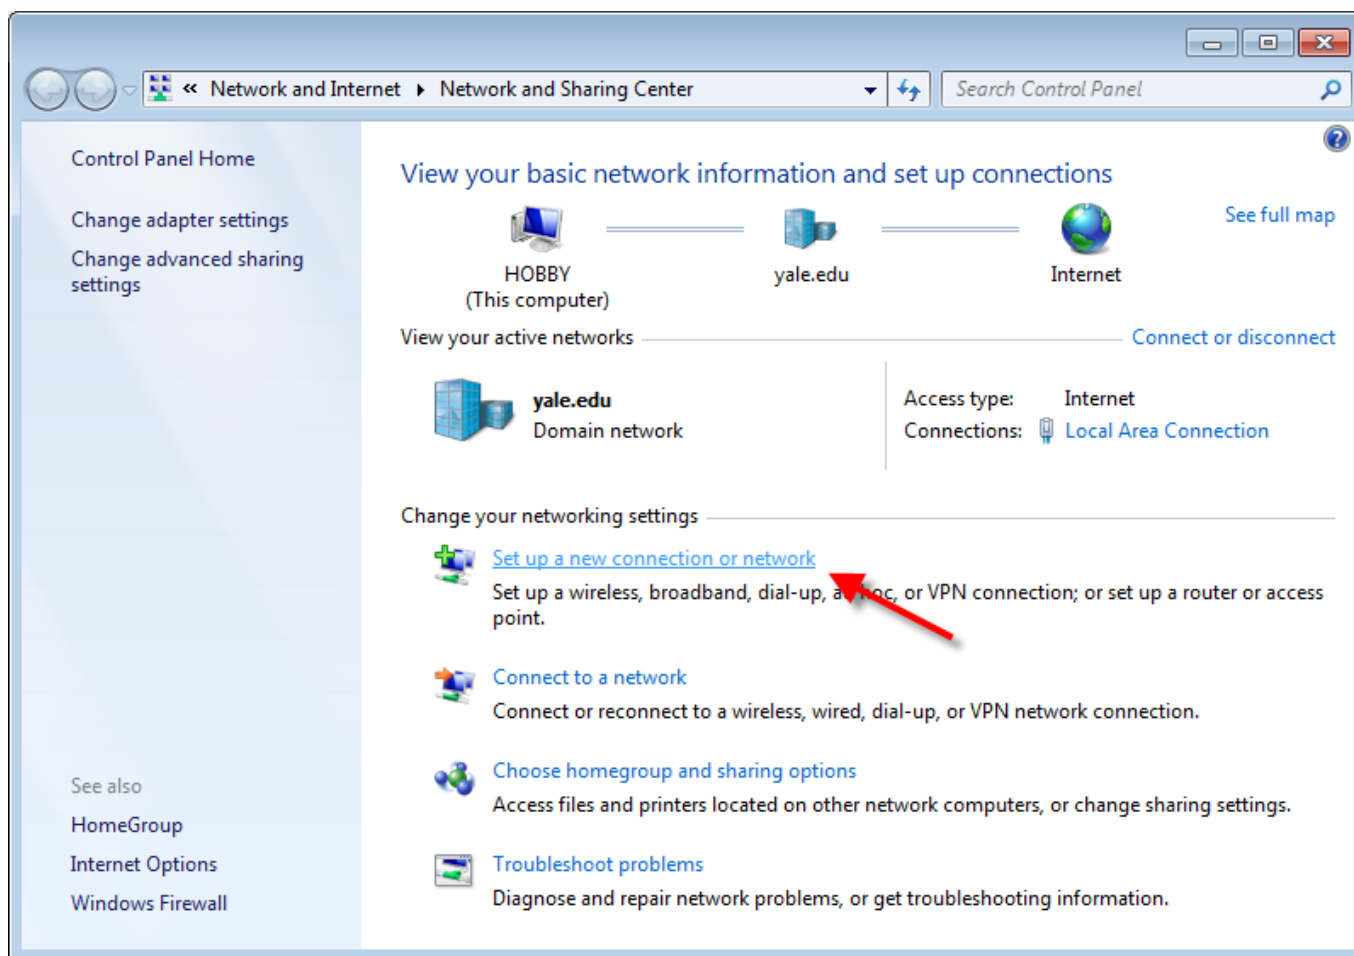 « Network and Internet ▸ Network and Sharing Center
Search Control Panel
Control Panel Home
Change adapter settings
Change advanced sharing
settings
See also
HomeGroup
Internet Options
Windows Firewall
View your basic network information and set up connections
See full map
HOBBY
(This computer)
yale.edu
Internet
View your active networks
Connect or disconnect
yale.edu
Domain network
Access type: Internet
Connections: Local Area Connection
Change your networking settings
Set up a new connection or network
Set up a wireless, broadband, dial-up, ad hoc, or VPN connection; or set up a router or access
point.
Connect to a network
Connect or reconnect to a wireless, wired, dial-up, or VPN network connection.
Choose homegroup and sharing options
Access files and printers located on other network computers, or change sharing settings.
Troubleshoot problems
Diagnose and repair network problems, or get troubleshooting information.